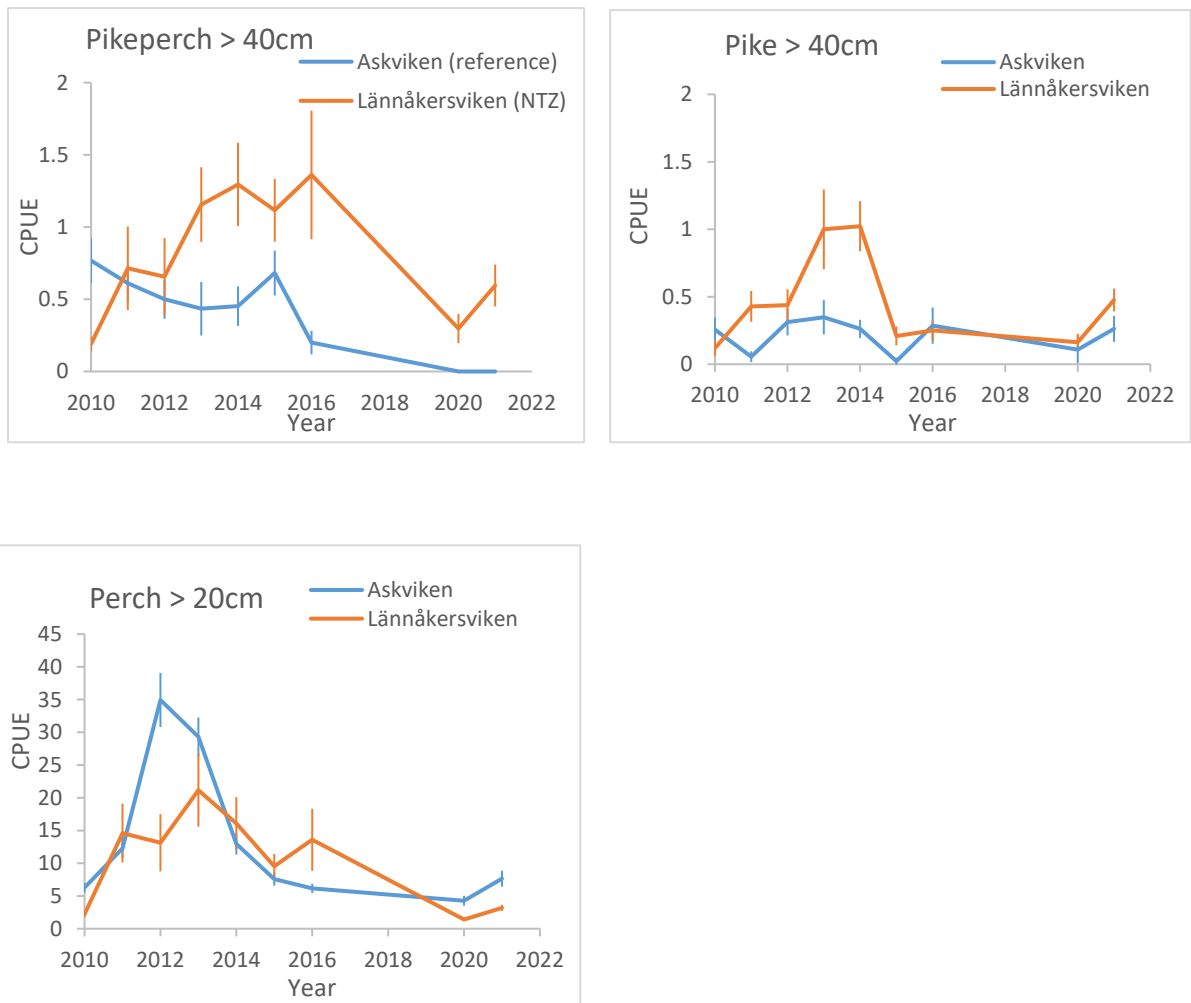 Pikeperch > 40cm
Askviken (reference)
Lännåkersviken (NTZ)
2
1.5
1
0.5
0
CPUE
2010 2012 2014 2016 2018 2020 2022
Year
Pike > 40cm
Askviken
Lännåkersviken
2
1.5
1
0.5
0
CPUE
2010 2012 2014 2016 2018 2020 2022
Year
Perch > 20cm
Askviken
Lännåkersviken
45
40
35
30
25
20
15
10
5
0
CPUE
2010 2012 2014 2016 2018 2020 2022
Year